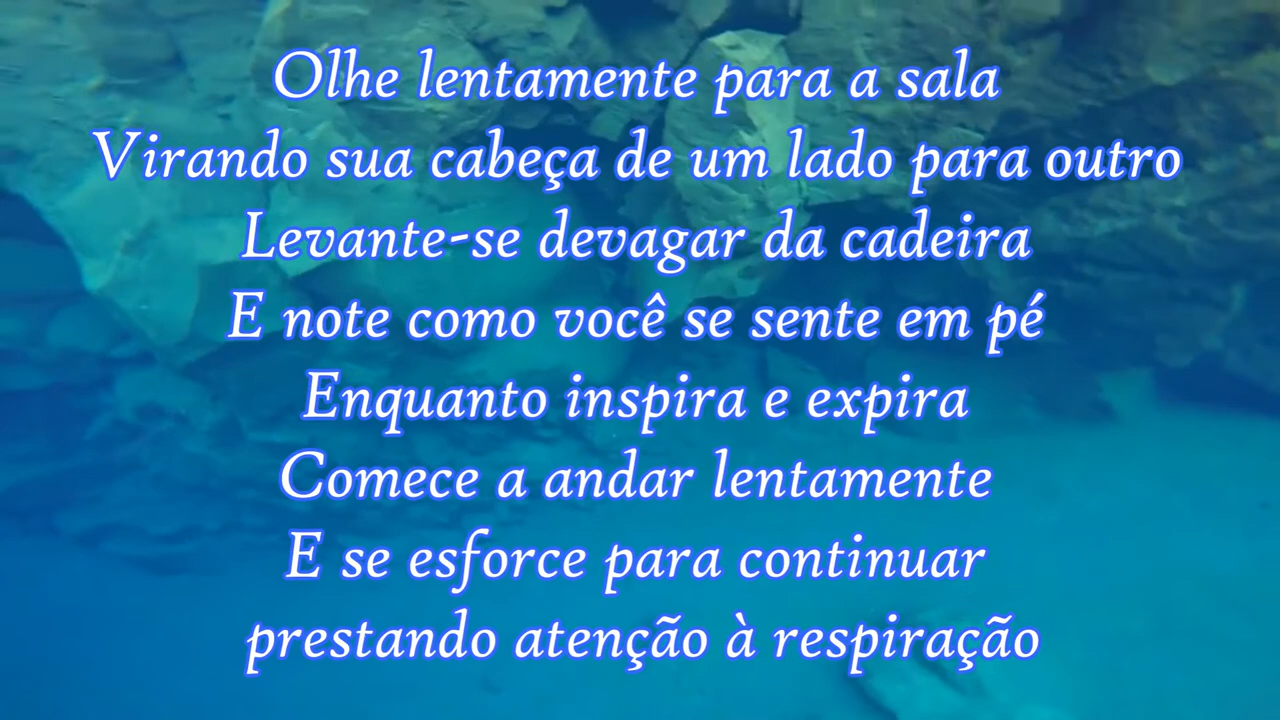 Olhe lentamente para a sala
Virando sua cabeça de um lado para outro
Levante-se devagar da cadeira
E note como você se sente em pé
Enquanto inspira e expira
Comece a andar lentamente
E se esforce para continuar
prestando atenção à respiração